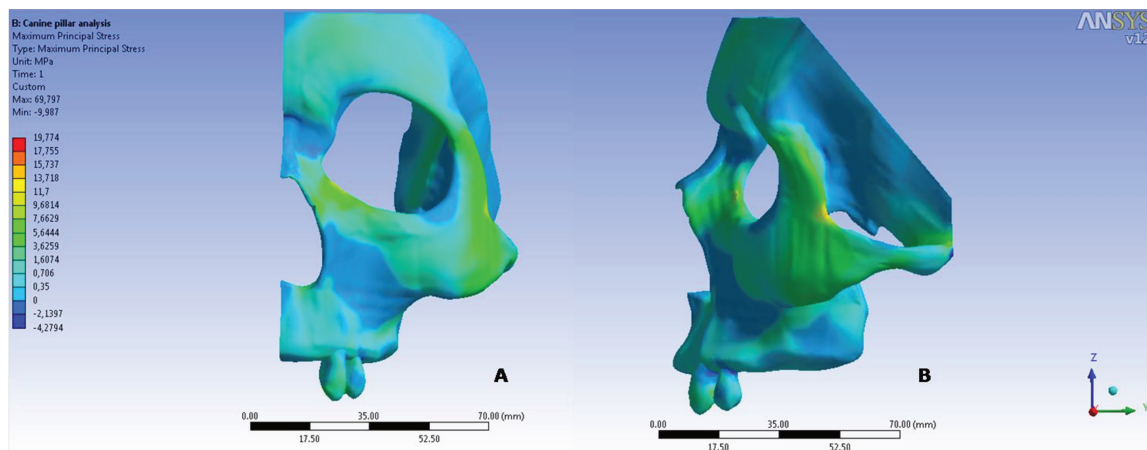 B: Canine pillar analysis
Maximum Principal Stress
Type: Maximum Principal Stress
Unit: MPa
Time: 1
Custom
Max: 69,797
Min: -9,987
19,774
17,755
15,737
13,718
11,7
9,6814
7,6629
5,6444
3,6259
1,6074
0,706
0,35
0
-2,1397
-4,2794
A
0.00 35.00 70.00 (mm)
17.50 52.50
ANSYS
v12
B
0.00 35.00 70.00 (mm)
17.50 52.50
Z
Y